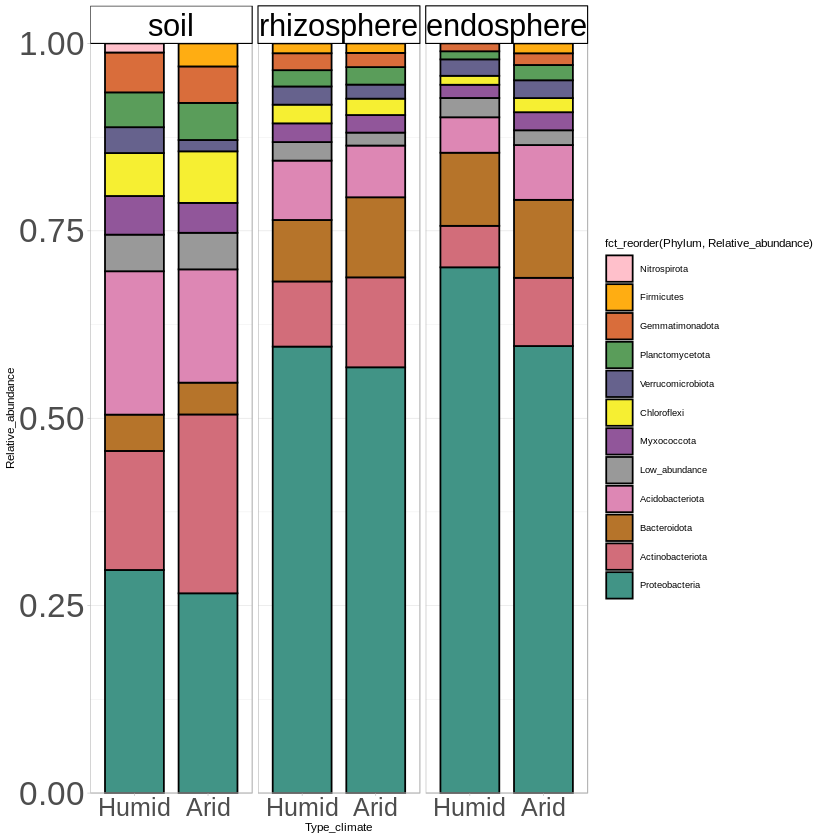 soil rhizosphere endosphere
1.00
0.75
0.50
0.25
0.00
Relative_abundance
Humid Arid Humid Arid Humid Arid
Type_climate
fct_reorder(Phylum, Relative_abundance)
Nitrospirota
Firmicutes
Gemmatimonadota
Planctomycetota
Verrucomicrobiota
Chloroflexi
Myxococcota
Low_abundance
Acidobacteriota
Bacteroidota
Actinobacteriota
Proteobacteria